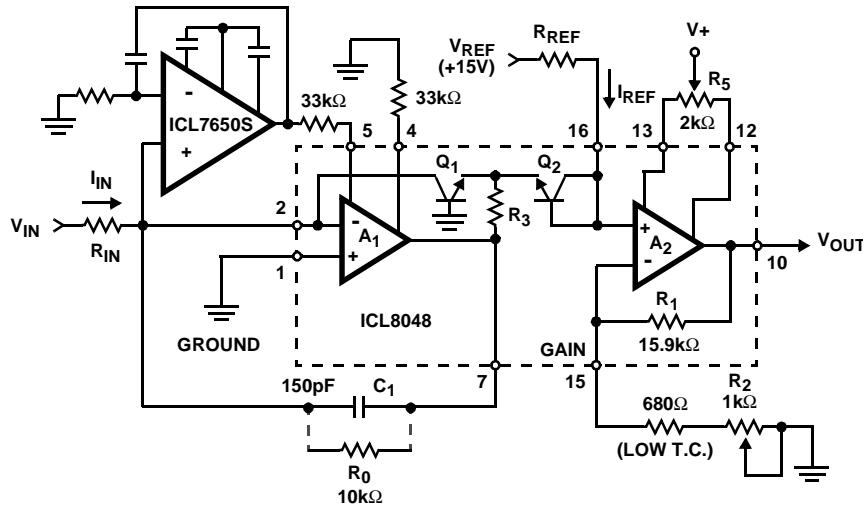 V+
VREF
(+15V)
RREF
R5
2kΩ
ICL7650S
-
+
33kΩ
33kΩ
IREF
5
4
16
13
12
IIN
VIN
RIN
2
1
Q1
Q2
R3
-
A1
+
+
A2
-
VOUT
10
GROUND
ICL8048
R1
15.9kΩ
GAIN
7
15
150pF
C1
R2
1kΩ
680Ω
(LOW T.C.)
R0
10kΩ